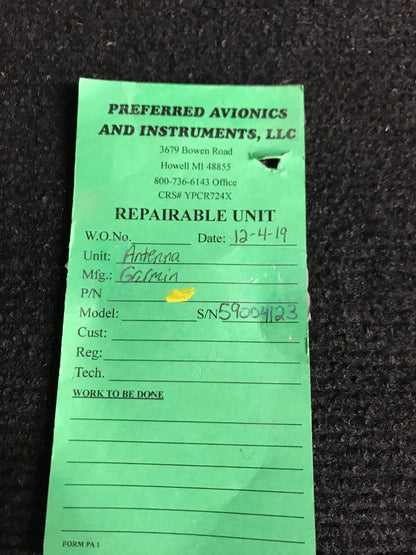 PREFERRED AVIONICS
AND INSTRUMENTS, LLC
3679 Bowen Road
Howell MI 48855
800-736-6143 Office
CRS# YPCR724X
REPAIRABLE UNIT
W.O.No. Date: 12-4-19
Unit: Antenna
Mfg.: Garmin
P/N
Model: S/N 59004123
Cust:
Reg:
Tech.
WORK TO BE DONE
FORM PA 1